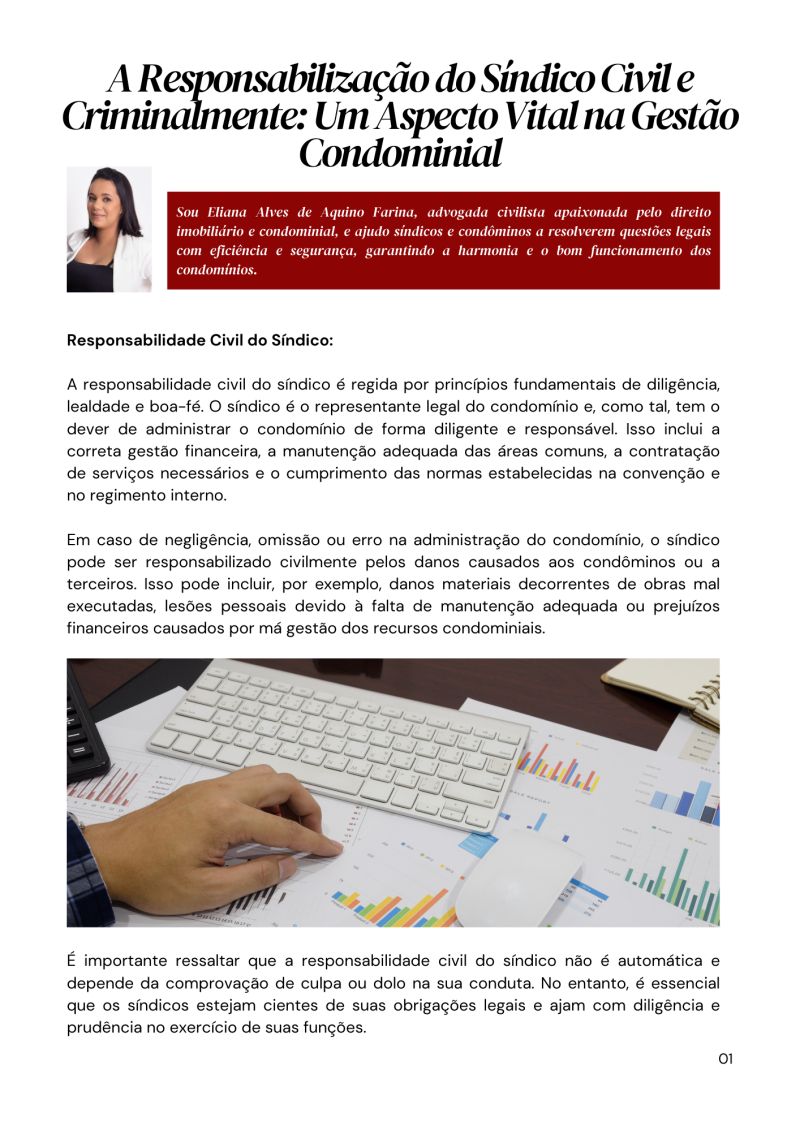 A Responsabilização do Síndico Civil e
Criminalmente: Um Aspecto Vital na Gestão
Condominial
Sou Eliana Alves de Aquino Farina, advogada civilista apaixonada pelo direito
imobiliário e condominial, e ajudo síndicos e condôminos a resolverem questões legais
com eficiência e segurança, garantindo a harmonia e o bom funcionamento dos
condomínios.
Responsabilidade Civil do Síndico:
A responsabilidade civil do síndico é regida por princípios fundamentais de diligência,
lealdade e boa-fé. O síndico é o representante legal do condomínio e, como tal, tem o
dever de administrar o condomínio de forma diligente e responsável. Isso inclui a
correta gestão financeira, a manutenção adequada das áreas comuns, a contratação
de serviços necessários e o cumprimento das normas estabelecidas na convenção e
no regimento interno.
Em caso de negligência, omissão ou erro na administração do condomínio, o síndico
pode ser responsabilizado civilmente pelos danos causados aos condôminos ou a
terceiros. Isso pode incluir, por exemplo, danos materiais decorrentes de obras mal
executadas, lesões pessoais devido à falta de manutenção adequada ou prejuízos
financeiros causados por má gestão dos recursos condominiais.
É importante ressaltar que a responsabilidade civil do síndico não é automática e
depende da comprovação de culpa ou dolo na sua conduta. No entanto, é essencial
que os síndicos estejam cientes de suas obrigações legais e ajam com diligência e
prudência no exercício de suas funções.
01